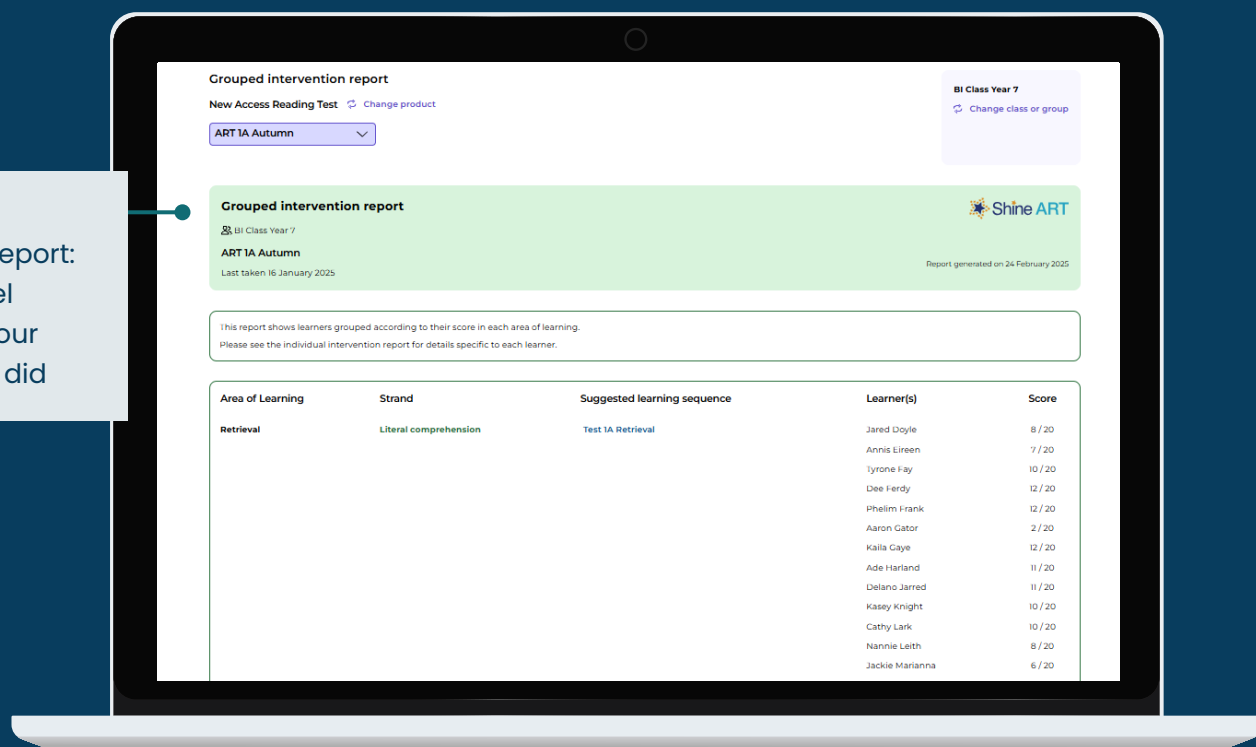 Grouped intervention report
New Access Reading Test Change product
ART 1A Autumn
BI Class Year 7
Change class or group
eport:
el
our
did
Grouped intervention report
BI Class Year 7
ART 1A Autumn
Last taken 16 January 2025
Shine ART
Report generated on 24 February 2025
This report shows learners grouped according to their score in each area of learning.
Please see the individual intervention report for details specific to each learner.
Area of Learning Strand Suggested learning sequence Learner(s) Score
Retrieval Literal comprehension Test 1A Retrieval Jared Doyle 8 / 20
Annis Eireen 7 / 20
Tyrone Fay 10 / 20
Dee Ferdy 12 / 20
Phelim Frank 12 / 20
Aaron Gator 2 / 20
Kaila Gaye 12 / 20
Ade Harland 11 / 20
Delano Jarred 11 / 20
Kasey Knight 10 / 20
Cathy Lark 10 / 20
Nannie Leith 8 / 20
Jackie Marianna 6 / 20